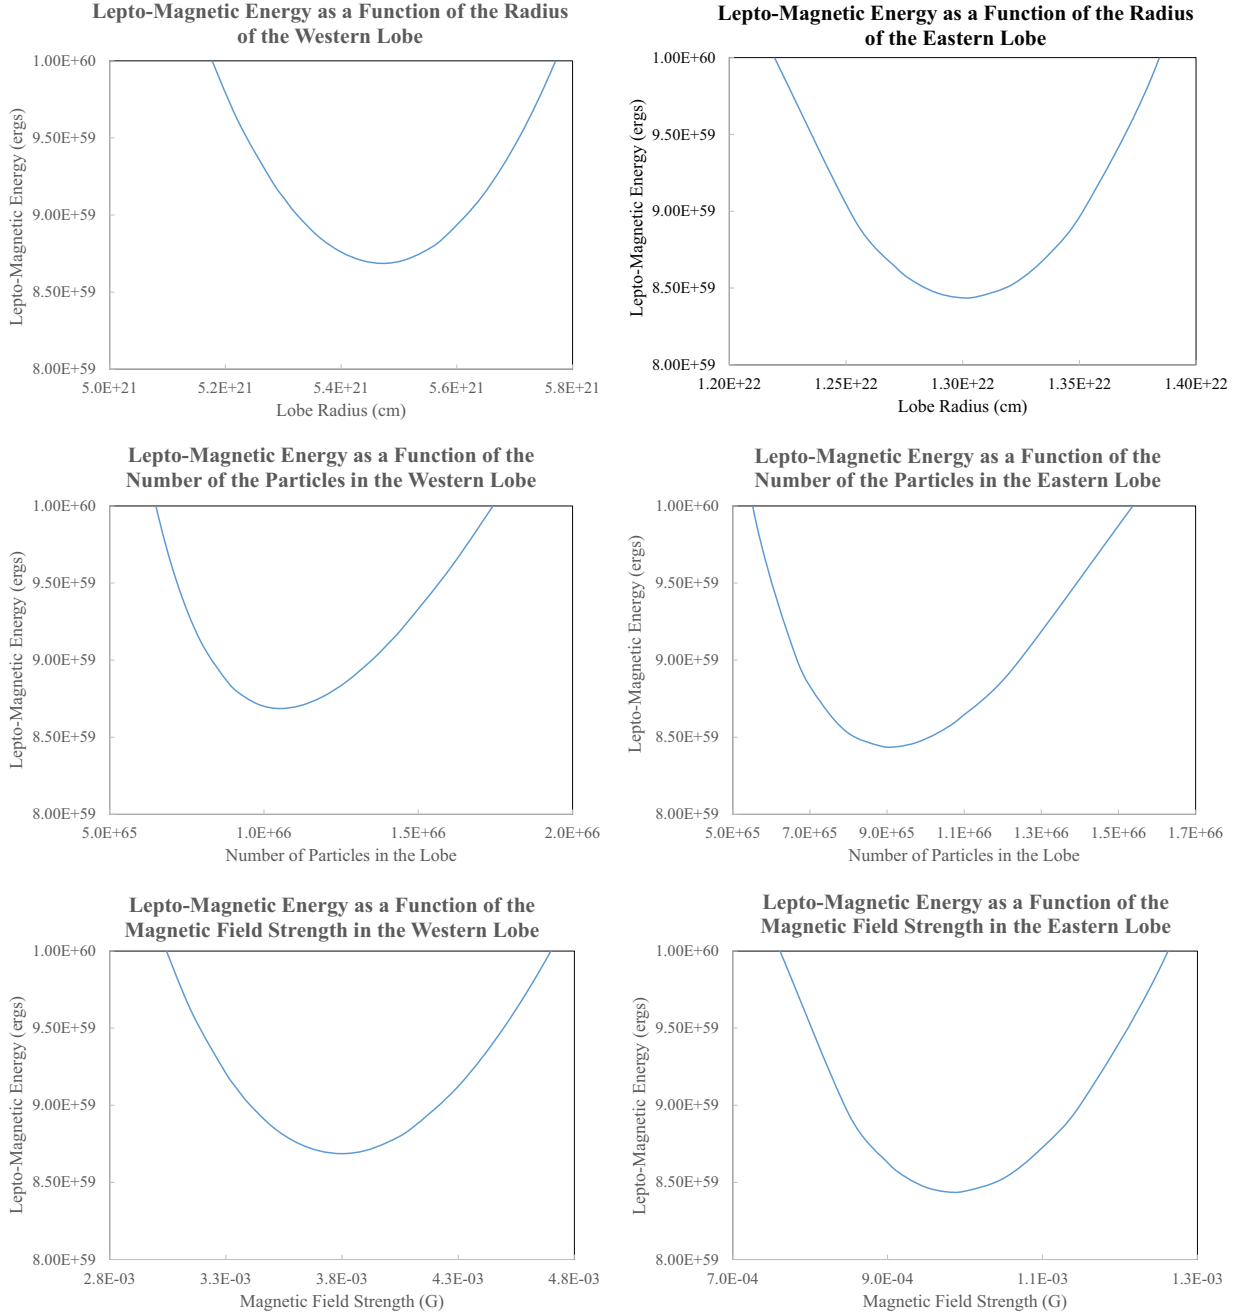 Lepto-Magnetic Energy as a Function of the Radius
of the Western Lobe
1.00E+60
9.50E+59
9.00E+59
8.50E+59
8.00E+59
Lepto-Magnetic Energy (ergs)
5.0E+21 5.2E+21 5.4E+21 5.6E+21 5.8E+21
Lobe Radius (cm)
Lepto-Magnetic Energy as a Function of the Radius
of the Eastern Lobe
1.00E+60
9.50E+59
9.00E+59
8.50E+59
8.00E+59
Lepto-Magnetic Energy (ergs)
1.20E+22 1.25E+22 1.30E+22 1.35E+22 1.40E+22
Lobe Radius (cm)
Lepto-Magnetic Energy as a Function of the
Number of the Particles in the Western Lobe
1.00E+60
9.50E+59
9.00E+59
8.50E+59
8.00E+59
Lepto-Magnetic Energy (ergs)
5.0E+65 1.0E+66 1.5E+66 2.0E+66
Number of Particles in the Lobe
Lepto-Magnetic Energy as a Function of the
Number of the Particles in the Eastern Lobe
1.00E+60
9.50E+59
9.00E+59
8.50E+59
8.00E+59
Lepto-Magnetic Energy (ergs)
5.0E+65 7.0E+65 9.0E+65 1.1E+66 1.3E+66 1.5E+66 1.7E+66
Number of Particles in the Lobe
Lepto-Magnetic Energy as a Function of the
Magnetic Field Strength in the Western Lobe
1.00E+60
9.50E+59
9.00E+59
8.50E+59
8.00E+59
Lepto-Magnetic Energy (ergs)
2.8E-03 3.3E-03 3.8E-03 4.3E-03 4.8E-03
Magnetic Field Strength (G)
Lepto-Magnetic Energy as a Function of the
Magnetic Field Strength in the Eastern Lobe
1.00E+60
9.50E+59
9.00E+59
8.50E+59
8.00E+59
Lepto-Magnetic Energy (ergs)
7.0E-04 9.0E-04 1.1E-03 1.3E-03
Magnetic Field Strength (G)